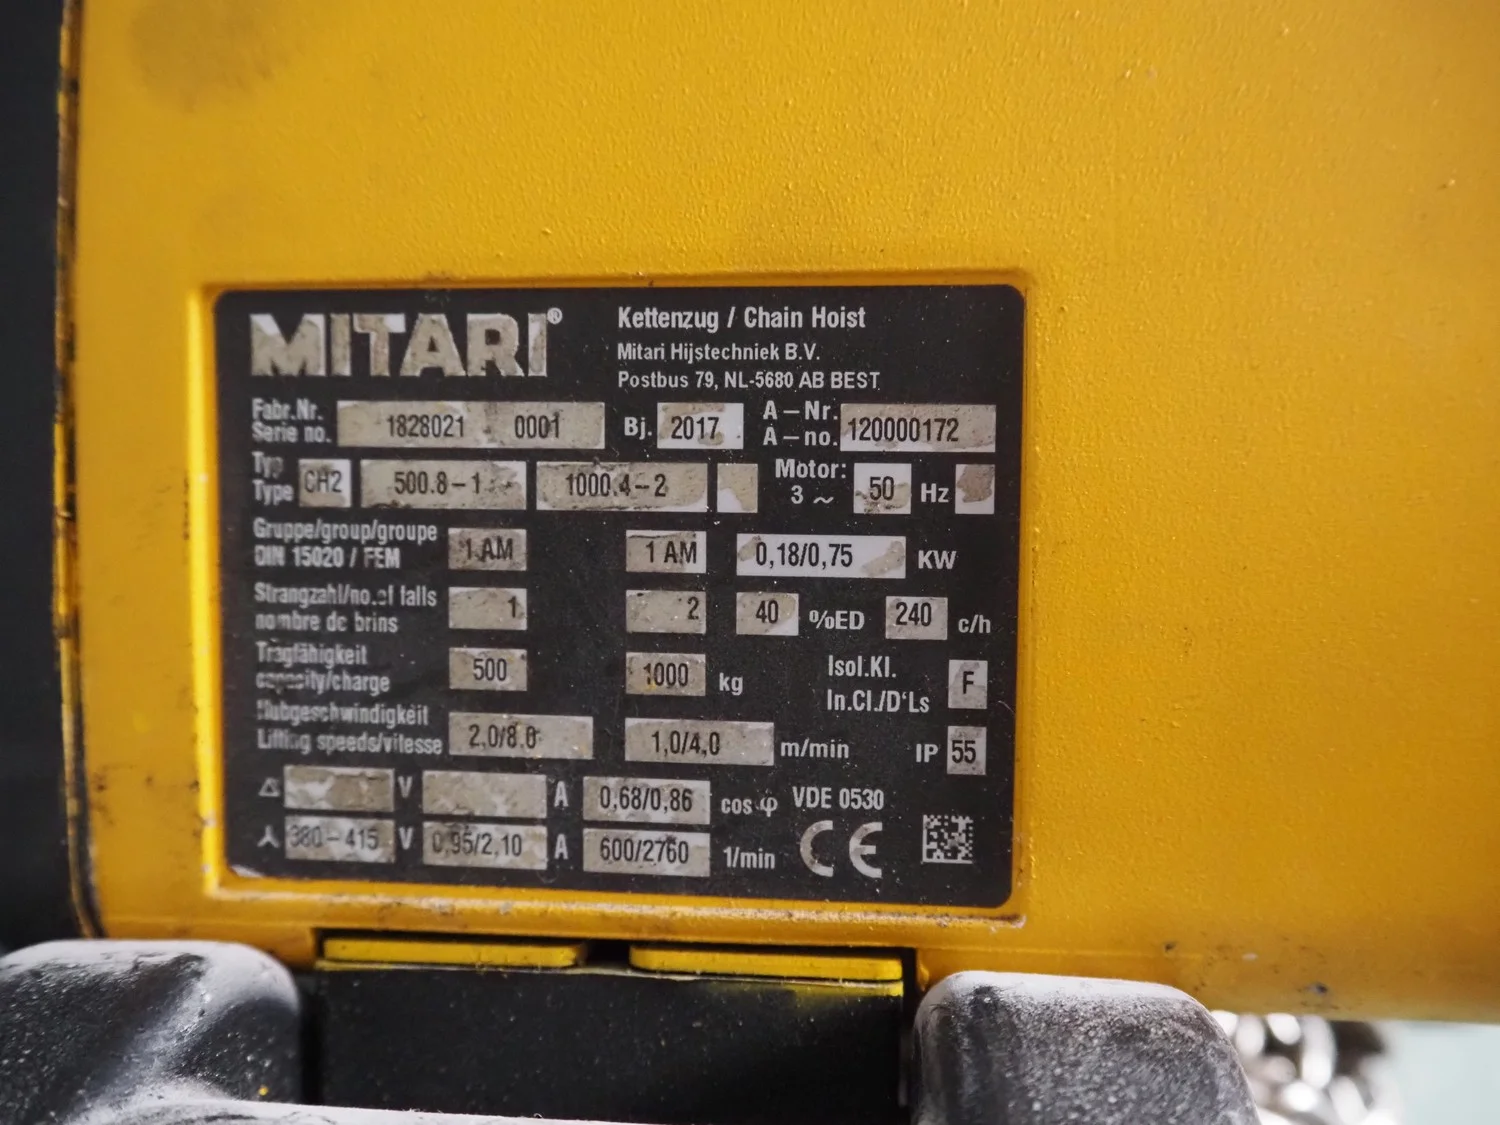 MITARI®
Kettenzug / Chain Hoist
Mitari Hijstechniek B.V.
Postbus 79, NL-5680 AB BEST
Fabr.Nr.
Serie no.
1828021 0001
Bj. 2017
A – Nr.
A – no.
120000172
Typ
Type
CH2
500.8–1
1000.4–2
Motor:
3 ~
50 Hz
Gruppe/group/groupe
DIN 15020 / FEM
1 AM
1 AM
0,18/0,75 KW
Strangzahl/no.of falls
nombre de brins
1
2
40 %ED
240 c/h
Tragfähigkeit
capacity/charge
500
1000 kg
Isol.Kl.
In.Cl./D'Ls
F
Hubgeschwindigkeit
Lifting speeds/vitesse
2,0/8,0
1,0/4,0 m/min
IP 55
V
A
0,68/0,86 cos φ
VDE 0530
380–415 V
0,95/2,10 A
600/2760 1/min
CE